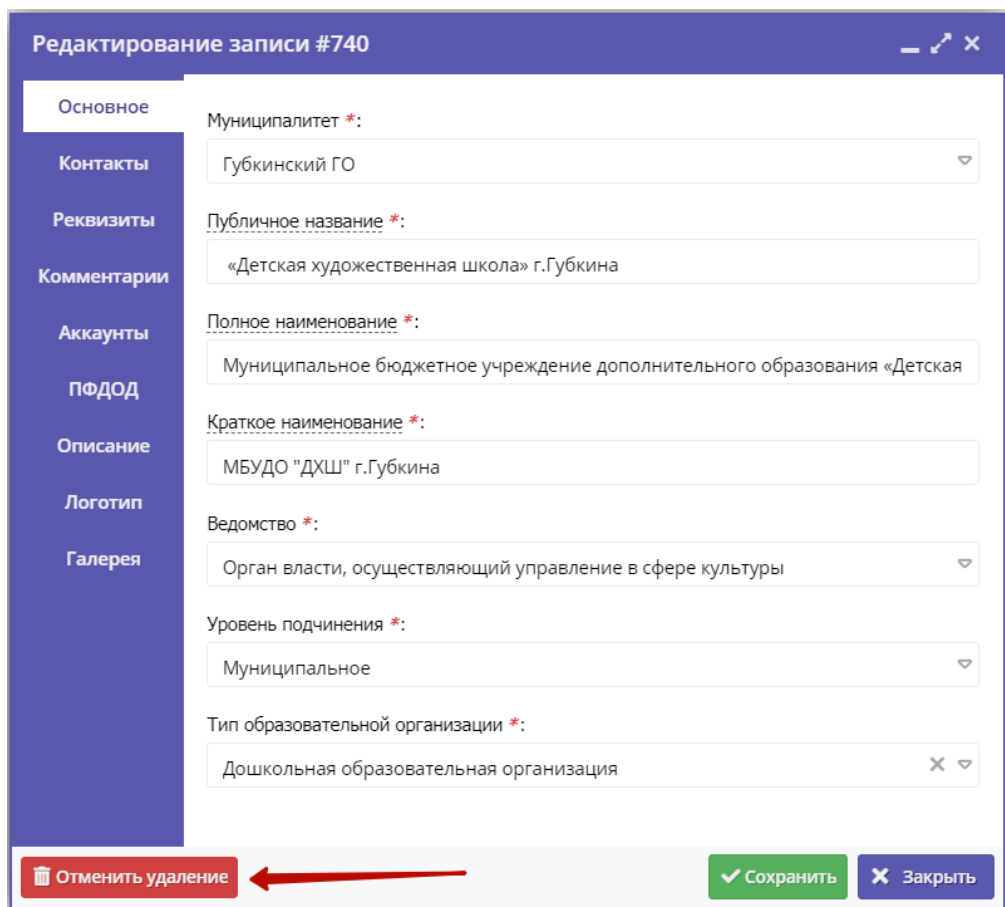 Редактирование записи #740
Основное
Контакты
Реквизиты
Комментарии
Аккаунты
ПФДОД
Описание
Логотип
Галерея
Муниципалитет *:
Губкинский ГО
Публичное название *:
«Детская художественная школа» г.Губкина
Полное наименование *:
Муниципальное бюджетное учреждение дополнительного образования «Детская
Краткое наименование *:
МБУДО "ДХШ" г.Губкина
Ведомство *:
Орган власти, осуществляющий управление в сфере культуры
Уровень подчинения *:
Муниципальное
Тип образовательной организации *:
Дошкольная образовательная организация
Отменить удаление
Сохранить
Закрыть